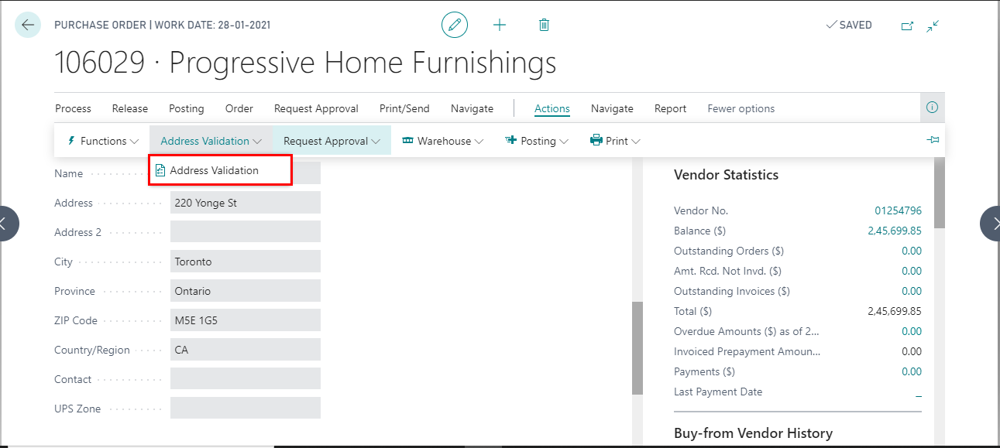 PURCHASE ORDER | WORK DATE: 28-01-2021
SAVED
106029 · Progressive Home Furnishings
Process Release Posting Order Request Approval Print/Send Navigate Actions Navigate Report Fewer options
Functions Address Validation Request Approval Warehouse Posting Print
Address Validation
Name
Address 220 Yonge St
Address 2
City Toronto
Province Ontario
ZIP Code M5E 1G5
Country/Region CA
Contact
UPS Zone
Vendor Statistics
Vendor No. 01254796
Balance ($) 2,45,699.85
Outstanding Orders ($) 0.00
Amt. Rcd. Not Invd. ($) 0.00
Outstanding Invoices ($) 0.00
Total ($) 2,45,699.85
Overdue Amounts ($) as of 2... 0.00
Invoiced Prepayment Amoun... 0.00
Payments ($) 0.00
Last Payment Date _
Buy-from Vendor History